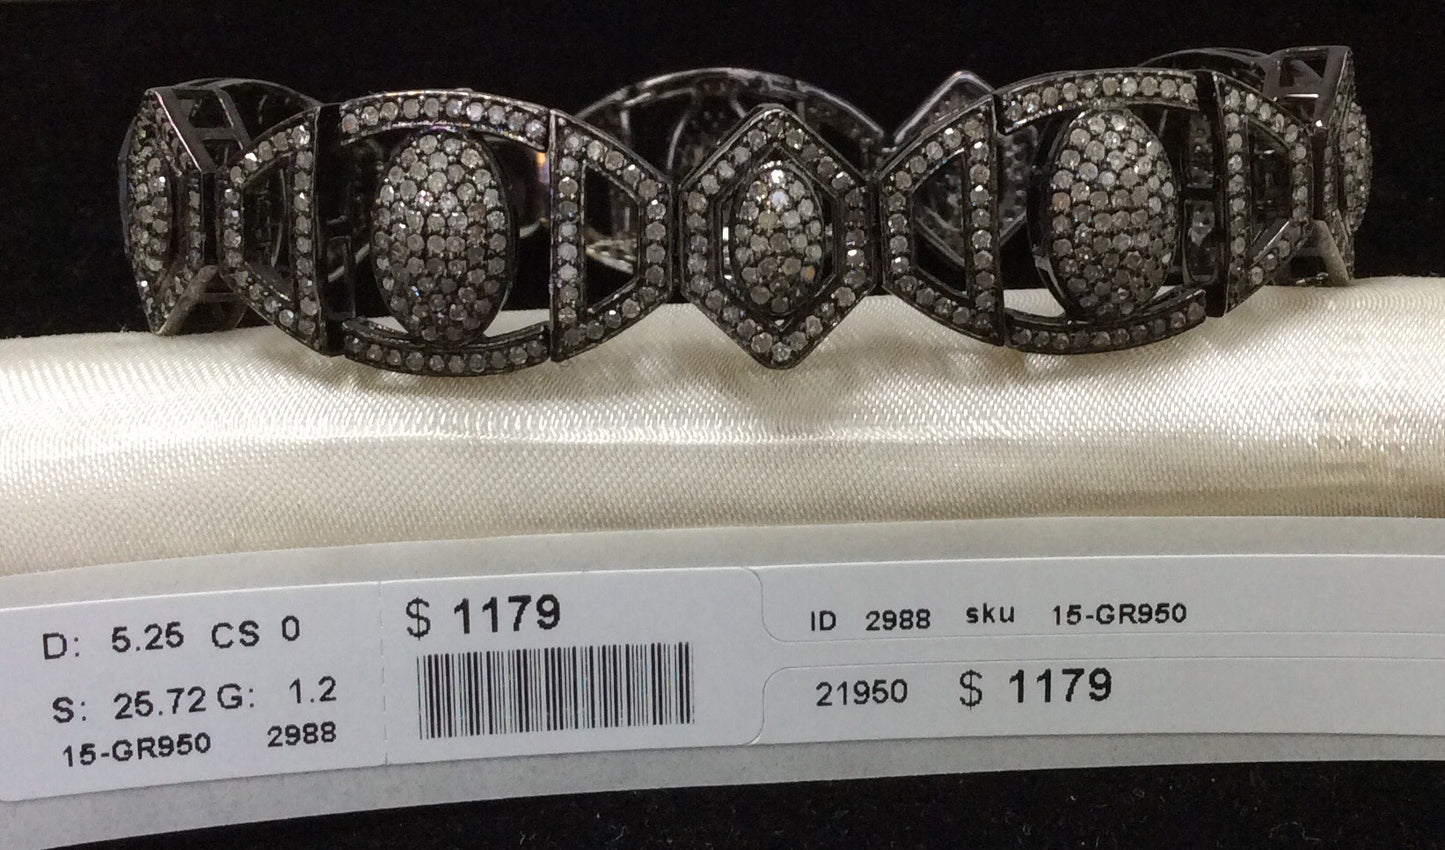 D: 5.25 CS 0
S: 25.72 G: 1.2
15-GR950 2988
$ 1179
ID 2988 sku 15-GR950
21950 $ 1179